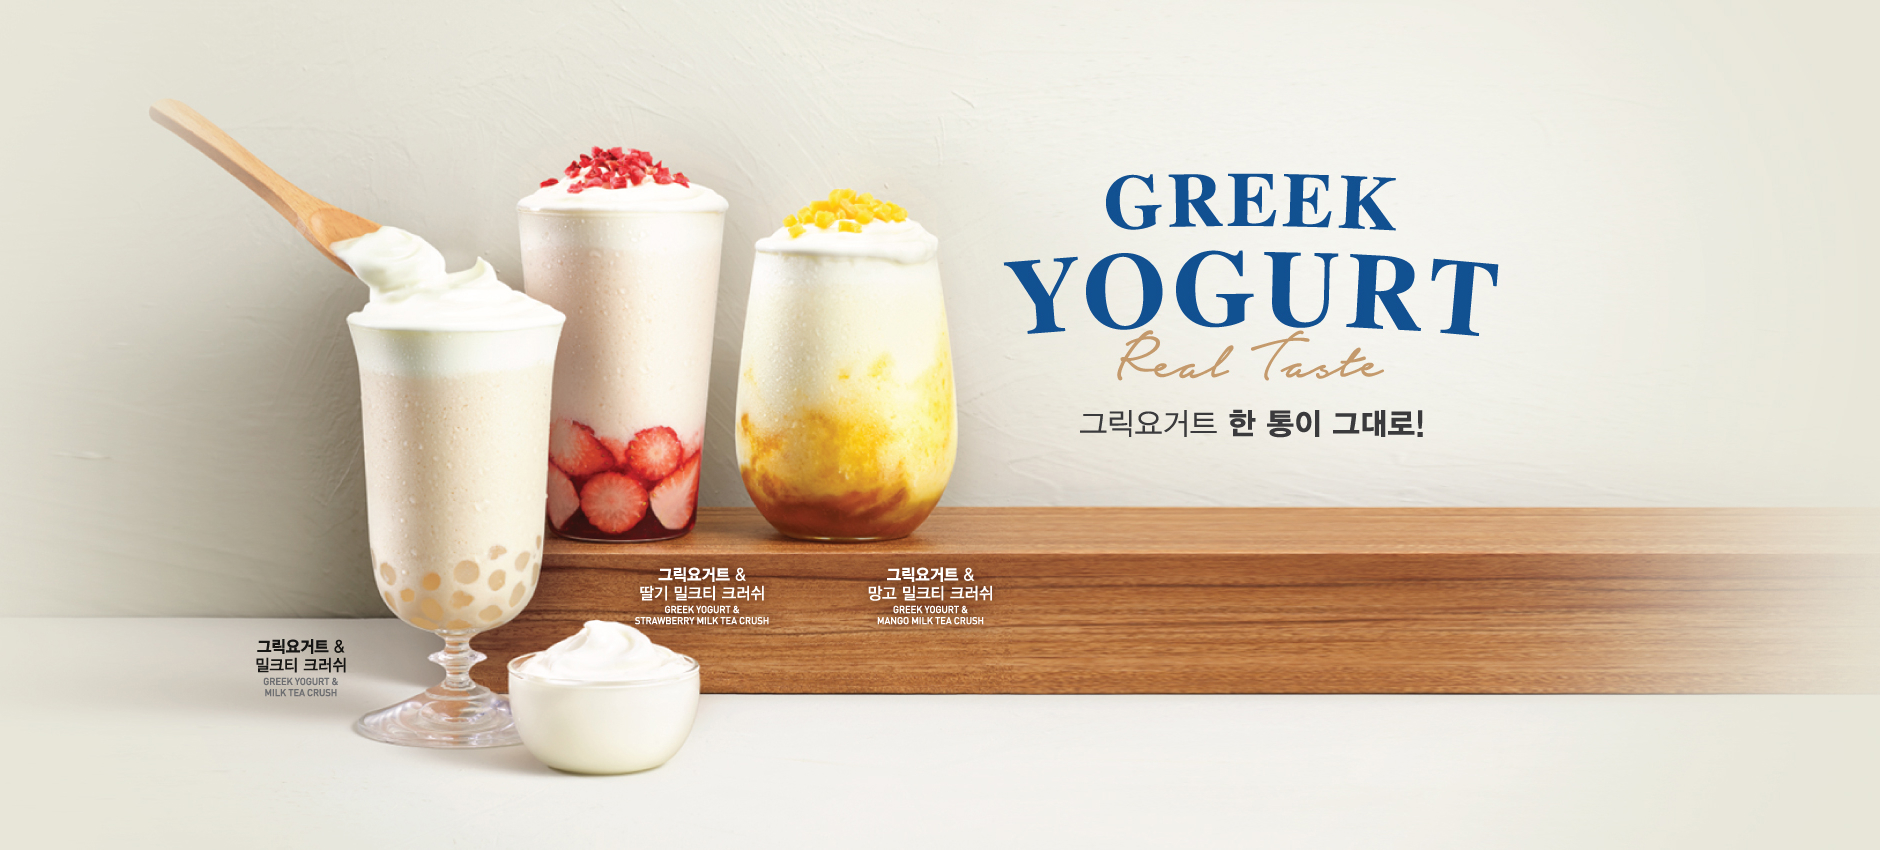 GREEK
YOGURT
Real Taste
그릭요거트 한 통이 그대로!
그릭요거트 &
딸기 밀크티 크러쉬
GREEK YOGURT &
STRAWBERRY MILK TEA CRUSH
그릭요거트 &
망고 밀크티 크러쉬
GREEK YOGURT &
MANGO MILK TEA CRUSH
그릭요거트 &
밀크티 크러쉬
GREEK YOGURT &
MILK TEA CRUSH